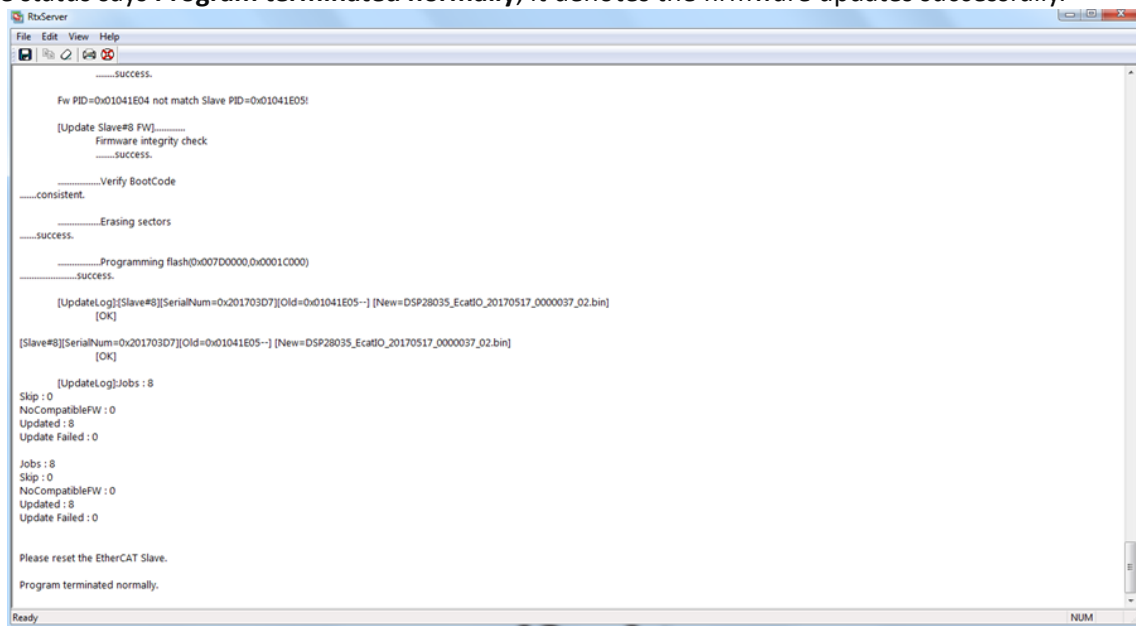 e status says Program terminated normally, it denotes the firmware updates successfully.
RtxServer
File Edit View Help
........success.
Fw PID=0x01041E04 not match Slave PID=0x01041E05!
[Update Slave#8 FW]............
Firmware integrity check
........success.
.................Verify BootCode
.......consistent.
.................Erasing sectors
.......success.
.................Programming flash(0x007D0000,0x0001C000)
.......................success.
[UpdateLog]:[Slave#8][SerialNum=0x201703D7][Old=0x01041E05--] [New=DSP28035_EcatIO_20170517_0000037_02.bin]
[OK]
[Slave#8][SerialNum=0x201703D7][Old=0x01041E05--] [New=DSP28035_EcatIO_20170517_0000037_02.bin]
[OK]
[UpdateLog]:Jobs : 8
Skip : 0
NoCompatibleFW : 0
Updated : 8
Update Failed : 0
Jobs : 8
Skip : 0
NoCompatibleFW : 0
Updated : 8
Update Failed : 0
Please reset the EtherCAT Slave.
Program terminated normally.
Ready NUM